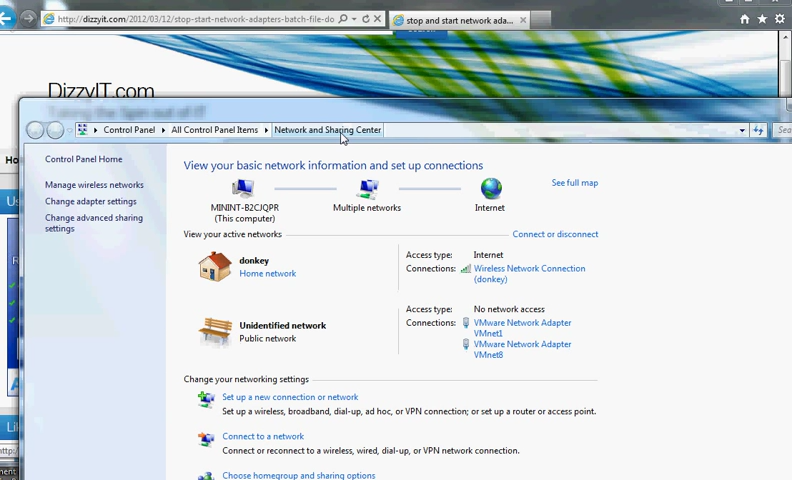 http://dizzyit.com/2012/03/12/stop-start-network-adapters-batch-file-do
stop and start network ada...
DizzyIT.com
Control Panel
All Control Panel Items
Network and Sharing Center
Sea
Control Panel Home
Manage wireless networks
Change adapter settings
Change advanced sharing
settings
View your basic network information and set up connections
MININT-B2CJQPR
(This computer)
Multiple networks
Internet
See full map
View your active networks
Connect or disconnect
donkey
Home network
Access type:
Internet
Connections:
Wireless Network Connection
(donkey)
Unidentified network
Public network
Access type:
No network access
Connections:
VMware Network Adapter
VMnet1
VMware Network Adapter
VMnet8
Change your networking settings
Set up a new connection or network
Set up a wireless, broadband, dial-up, ad hoc, or VPN connection; or set up a router or access point.
Connect to a network
Connect or reconnect to a wireless, wired, dial-up, or VPN network connection.
Choose homegroup and sharing options